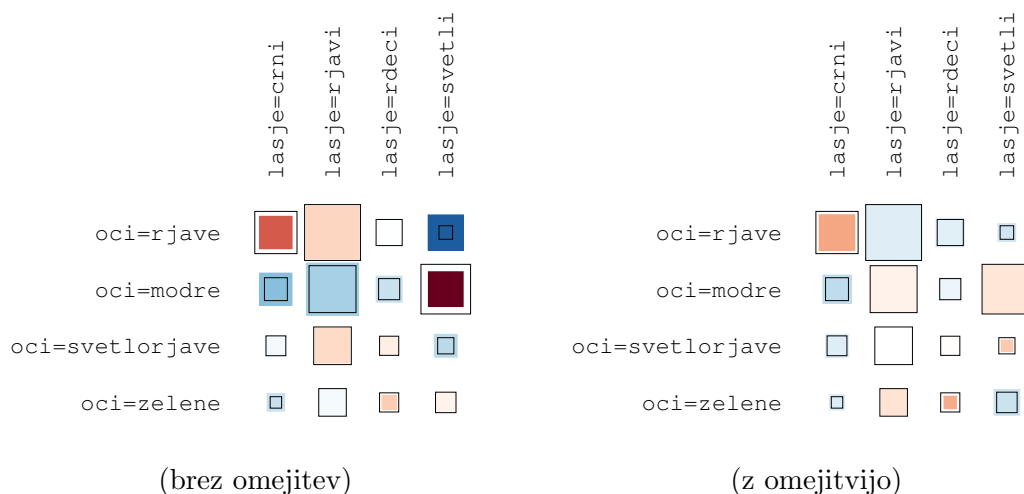 lasje=crni
lasje=rjavi
lasje=rdeci
lasje=svetli
oci=rjave
oci=modre
oci=svetlorjave
oci=zelene
(brez omejitev)
lasje=crni
lasje=rjavi
lasje=rdeci
lasje=svetli
oci=rjave
oci=modre
oci=svetlorjave
oci=zelene
(z omejitvijo)